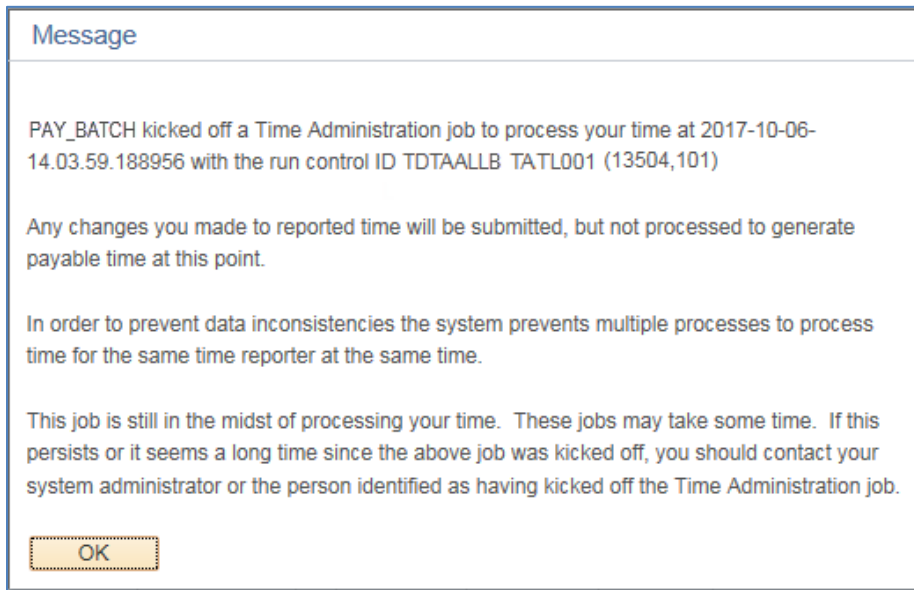 Message
PAY_BATCH kicked off a Time Administration job to process your time at 2017-10-06-
14.03.59.188956 with the run control ID TDTAALLB TATL001 (13504,101)
Any changes you made to reported time will be submitted, but not processed to generate
payable time at this point.
In order to prevent data inconsistencies the system prevents multiple processes to process
time for the same time reporter at the same time.
This job is still in the midst of processing your time.  These jobs may take some time.  If this
persists or it seems a long time since the above job was kicked off, you should contact your
system administrator or the person identified as having kicked off the Time Administration job.
OK